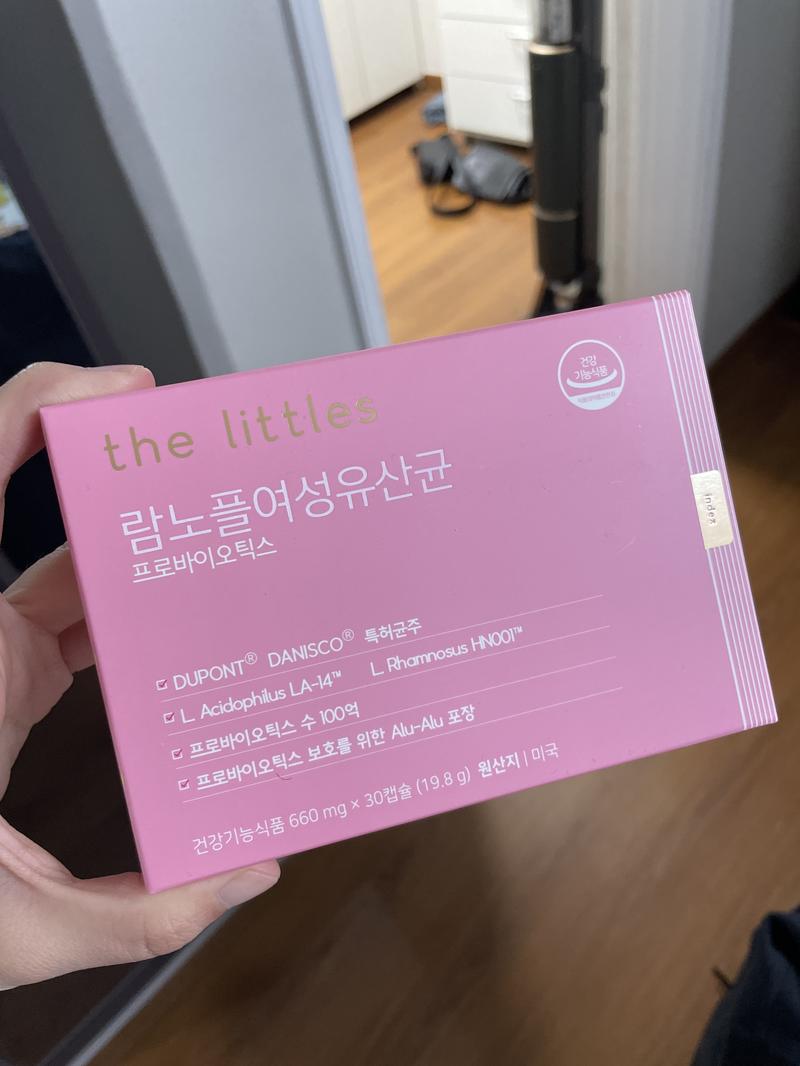 the littles
건강
기능식품
람노플여성유산균
프로바이오틱스
index
DUPONT® DANISCO® 특허균주
L. Acidophilus LA-14™ L. Rhamnosus HN001™
프로바이오틱스 수 100억
프로바이오틱스 보호를 위한 Alu-Alu 포장
건강기능식품 660 mg × 30캡슐 (19.8 g) 원산지 | 미국